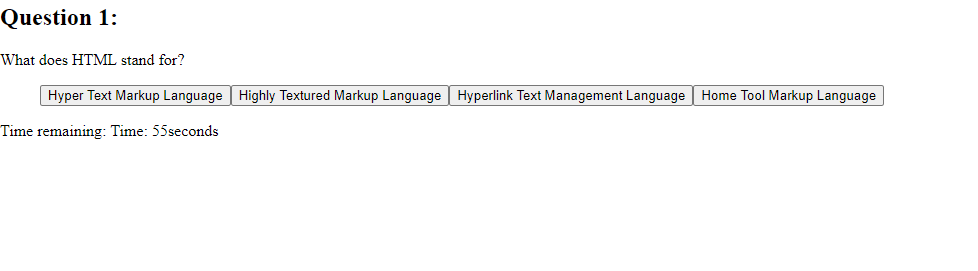 Question 1:
What does HTML stand for?
Hyper Text Markup Language Highly Textured Markup Language Hyperlink Text Management Language Home Tool Markup Language
Time remaining: Time: 55seconds